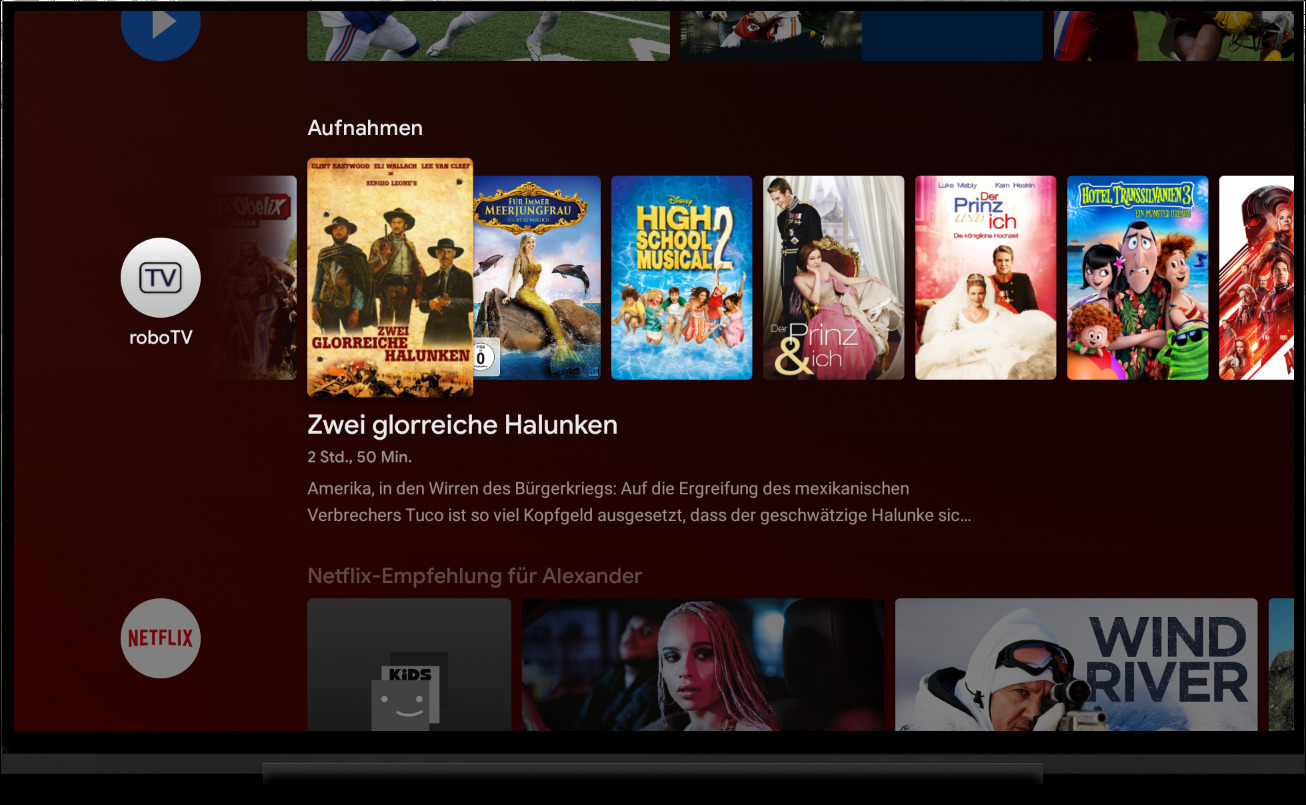 Aufnahmen
Obelix
CLINT EASTWOOD ELI WALLACH LEE VAN CLEEF
SERGIO LEONE'S
ZWEI
GLORREICHE
HALUNKEN
FÜR IMMER
MEERJUNGFRAU
0
Disney
HIGH
SCHOOL
MUSICAL 2
Der
Prinz
& ich
Luke Mably Kam Heskin
Der
Prinz
UND ich
Die königliche Hochzeit
HOTEL TRANSSILVANIEN 3
EIN MONSTER URLAUB
TV
roboTV
Zwei glorreiche Halunken
2 Std., 50 Min.
Amerika, in den Wirren des Bürgerkriegs: Auf die Ergreifung des mexikanischen
Verbrechers Tuco ist so viel Kopfgeld ausgesetzt, dass der geschwätzige Halunke sic…
Netflix-Empfehlung für Alexander
NETFLIX
KiDS
WIND
RIVER